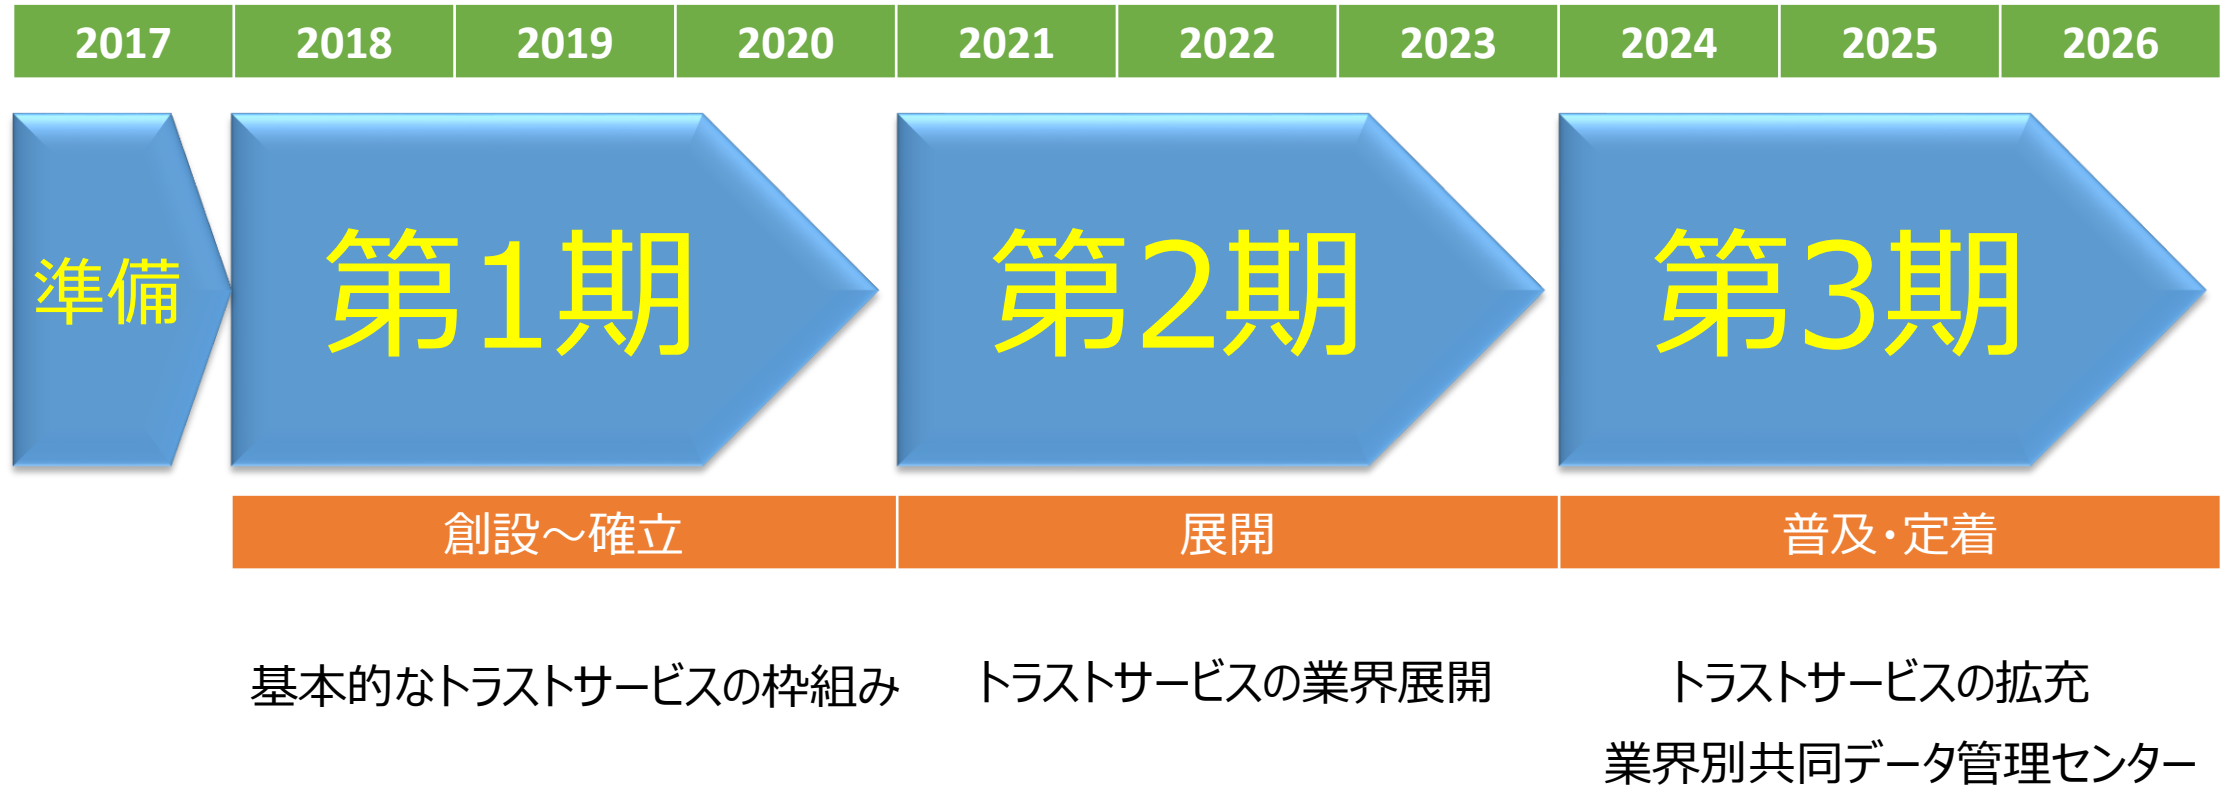 2017 2018 2019 2020 2021 2022 2023 2024 2025 2026
準備 第1期 第2期 第3期
創設～確立 展開 普及・定着
基本的なトラストサービスの枠組み トラストサービスの業界展開 トラストサービスの拡充
業界別共同データ管理センター